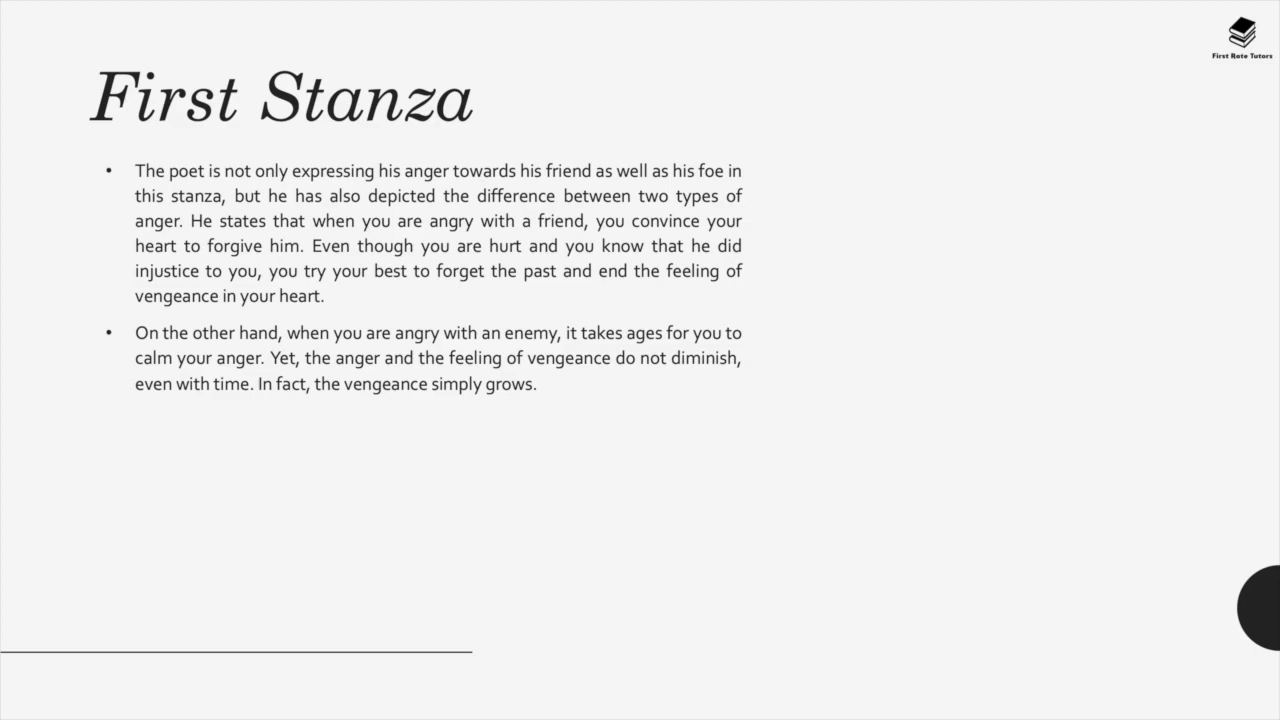 First Rate Tutors
First Stanza
• The poet is not only expressing his anger towards his friend as well as his foe in
this stanza, but he has also depicted the difference between two types of
anger. He states that when you are angry with a friend, you convince your
heart to forgive him. Even though you are hurt and you know that he did
injustice to you, you try your best to forget the past and end the feeling of
vengeance in your heart.
• On the other hand, when you are angry with an enemy, it takes ages for you to
calm your anger. Yet, the anger and the feeling of vengeance do not diminish,
even with time. In fact, the vengeance simply grows.